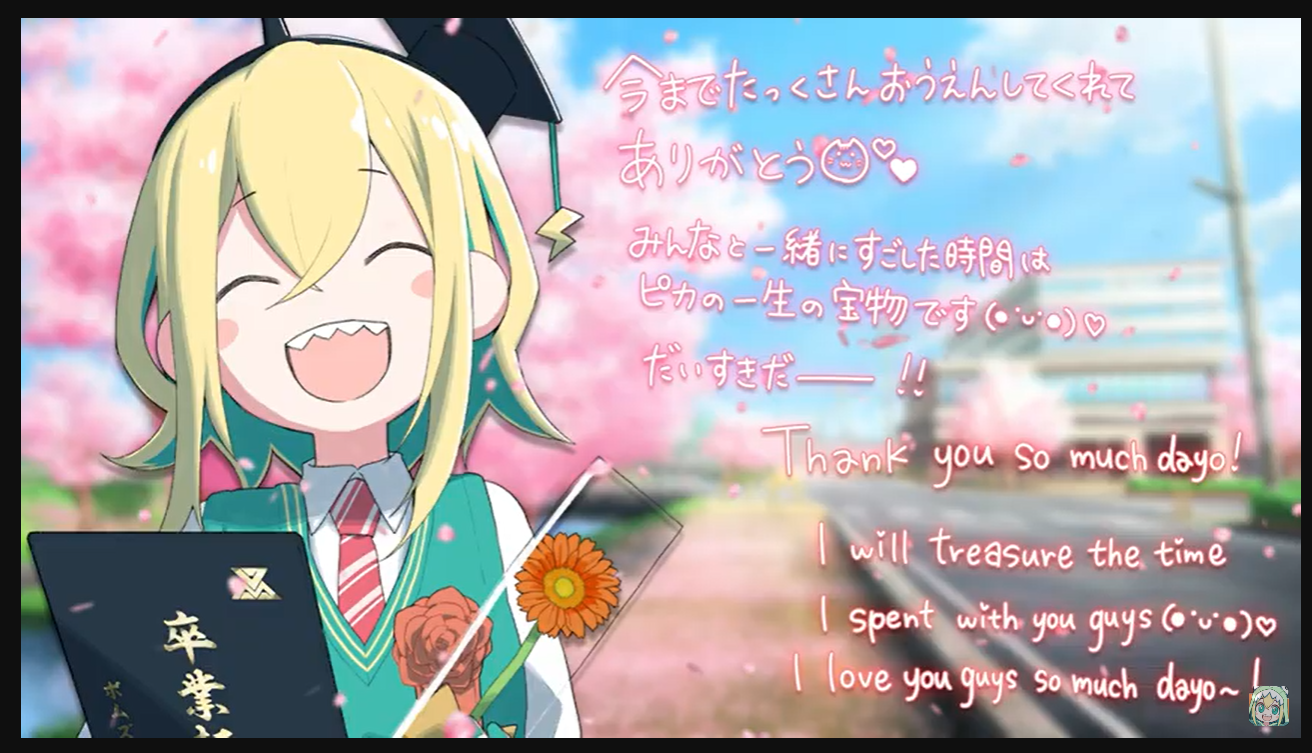 今までたっくさんおうえんしてくれて
ありがとう
みんなと一緒にすごした時間は
ピカの一生の宝物です(•ᴗ•)♡
だいすきだ――!!
Thank you so much dayo!
I will treasure the time
I spent with you guys(•ᴗ•)♡
I love you guys so much dayo~!
卒業